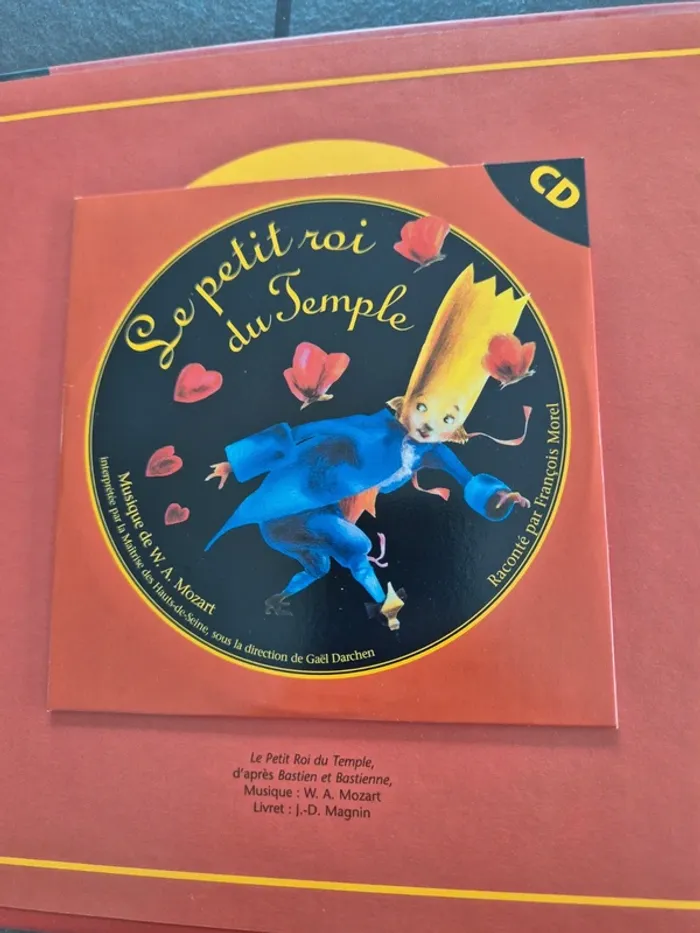 CD
Le petit roi
du Temple
Musique de W. A. Mozart
interprétée par la Maîtrise des Hauts-de-Seine, sous la direction de Gaël Darchen
Raconté par François Morel
Le Petit Roi du Temple,
d'après Bastien et Bastienne,
Musique : W. A. Mozart
Livret : J.-D. Magnin